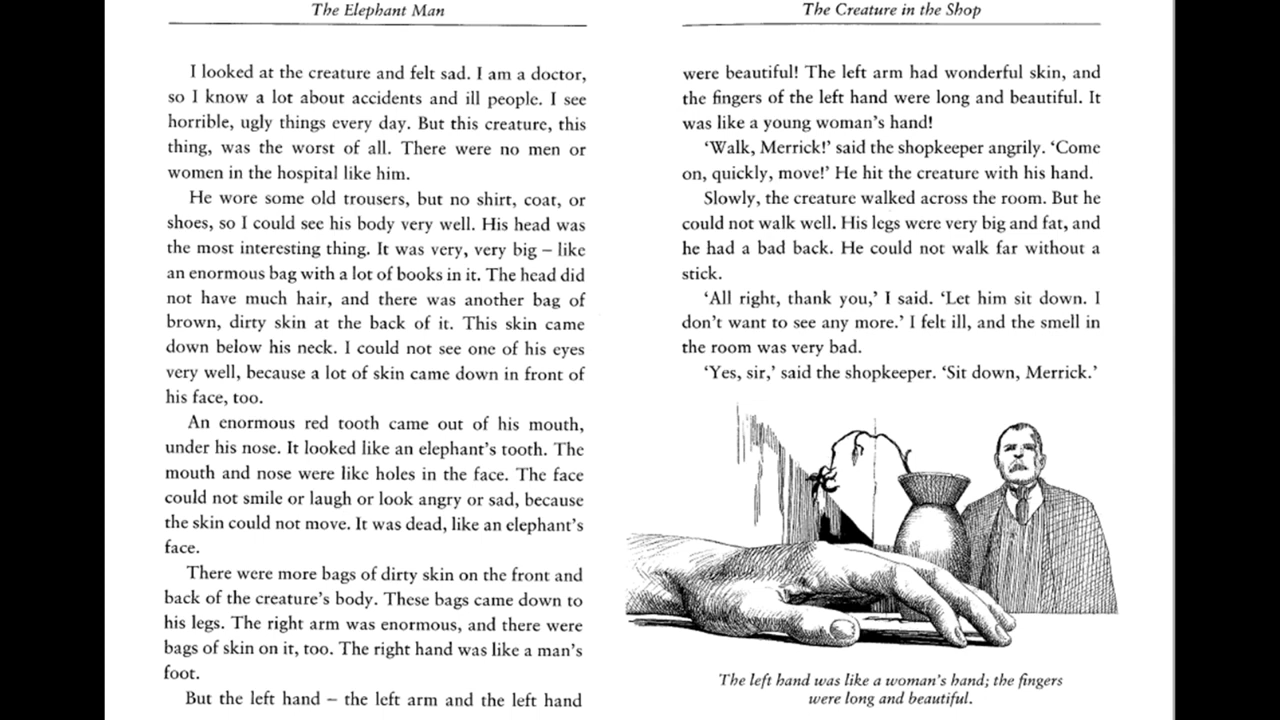 The Elephant Man
I looked at the creature and felt sad. I am a doctor,
so I know a lot about accidents and ill people. I see
horrible, ugly things every day. But this creature, this
thing, was the worst of all. There were no men or
women in the hospital like him.
He wore some old trousers, but no shirt, coat, or
shoes, so I could see his body very well. His head was
the most interesting thing. It was very, very big – like
an enormous bag with a lot of books in it. The head did
not have much hair, and there was another bag of
brown, dirty skin at the back of it. This skin came
down below his neck. I could not see one of his eyes
very well, because a lot of skin came down in front of
his face, too.
An enormous red tooth came out of his mouth,
under his nose. It looked like an elephant's tooth. The
mouth and nose were like holes in the face. The face
could not smile or laugh or look angry or sad, because
the skin could not move. It was dead, like an elephant's
face.
There were more bags of dirty skin on the front and
back of the creature's body. These bags came down to
his legs. The right arm was enormous, and there were
bags of skin on it, too. The right hand was like a man's
foot.
But the left hand – the left arm and the left hand
The Creature in the Shop
were beautiful! The left arm had wonderful skin, and
the fingers of the left hand were long and beautiful. It
was like a young woman's hand!
‘Walk, Merrick!’ said the shopkeeper angrily. ‘Come
on, quickly, move!’ He hit the creature with his hand.
Slowly, the creature walked across the room. But he
could not walk well. His legs were very big and fat, and
he had a bad back. He could not walk far without a
stick.
‘All right, thank you,’ I said. ‘Let him sit down. I
don't want to see any more.’ I felt ill, and the smell in
the room was very bad.
‘Yes, sir,’ said the shopkeeper. ‘Sit down, Merrick.’
The left hand was like a woman's hand; the fingers
were long and beautiful.